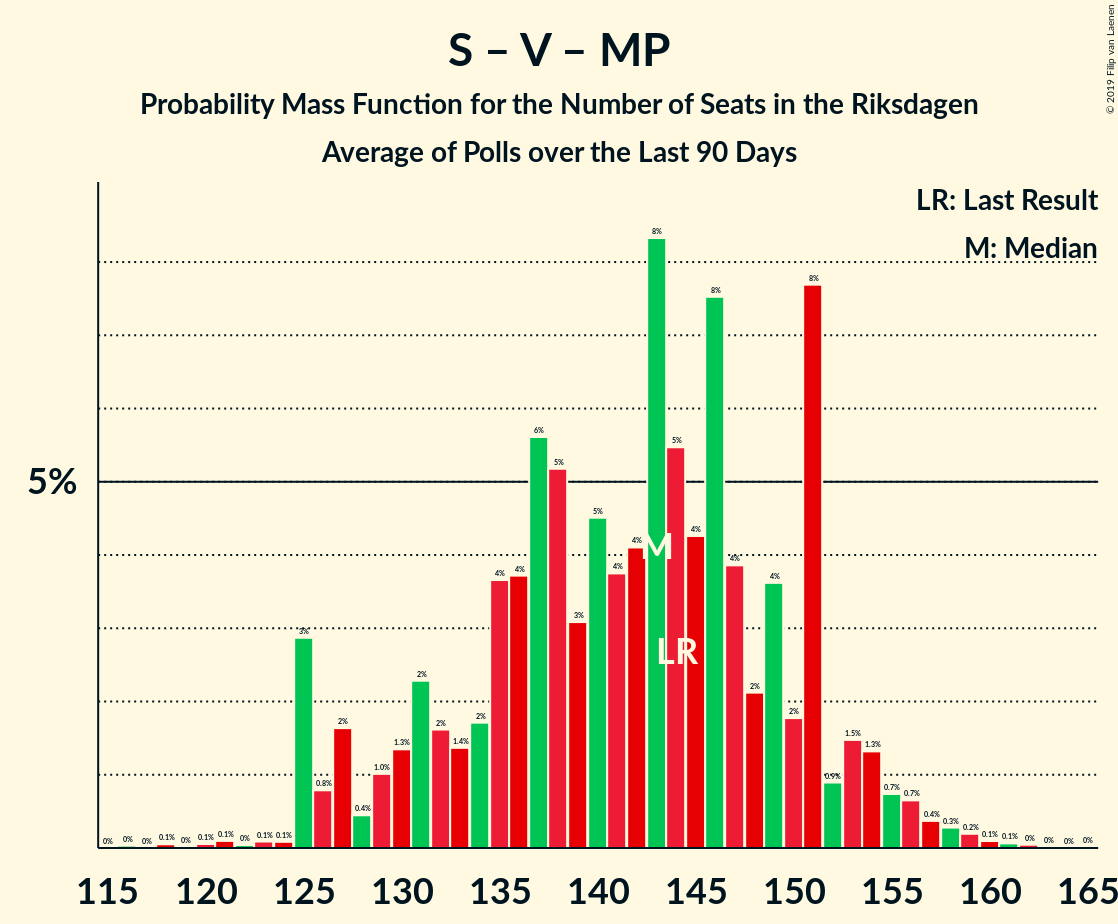 S – V – MP
Probability Mass Function for the Number of Seats in the Riksdagen
Average of Polls over the Last 90 Days
© 2019 Filip van Laenen
LR: Last Result
M: Median
5%
0% 0% 0% 0.1% 0% 0.1% 0.1% 0% 0.1% 0.1% 3% 0.8% 2% 0.4% 1.0% 1.3% 2% 2% 1.4% 2% 4% 4% 6% 5% 3% 5% 4% 4% 8% 5% 4% 8% 4% 2% 4% 2% 8% 0.9% 1.5% 1.3% 0.7% 0.7% 0.4% 0.3% 0.2% 0.1% 0.1% 0% 0% 0% 0%
M
LR
115 120 125 130 135 140 145 150 155 160 165